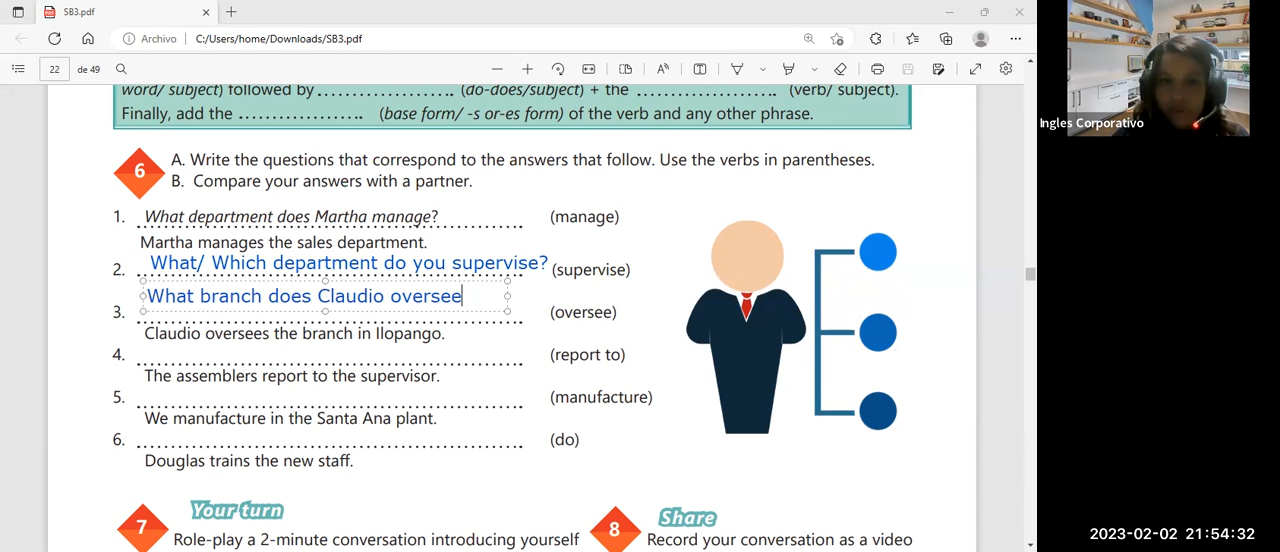 SB3.pdf
Archivo C:/Users/home/Downloads/SB3.pdf
22 de 49
word/ subject) followed by ..................... (do-does/subject) + the ..................... (verb/ subject).
Finally, add the ................... (base form/ -s or-es form) of the verb and any other phrase.
6 A. Write the questions that correspond to the answers that follow. Use the verbs in parentheses.
B. Compare your answers with a partner.
1. What department does Martha manage? (manage)
Martha manages the sales department.
2. What/ Which department do you supervise? (supervise)
What branch does Claudio oversee
3. (oversee)
Claudio oversees the branch in Ilopango.
4. (report to)
The assemblers report to the supervisor.
5. (manufacture)
We manufacture in the Santa Ana plant.
6. (do)
Douglas trains the new staff.
7 Your turn
Role-play a 2-minute conversation introducing yourself
8 Share
Record your conversation as a video
Ingles Corporativo
2023-02-02 21:54:32